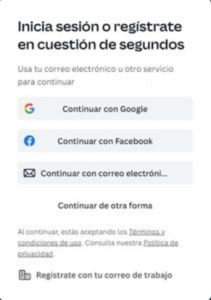 Inicia sesión o regístrate
en cuestión de segundos
Usa tu correo electrónico u otro servicio
para continuar
Continuar con Google
Continuar con Facebook
Continuar con correo electróni...
Continuar de otra forma
Al continuar, estás aceptando los Términos y
condiciones de uso. Consulta nuestra Política de
privacidad.
Regístrate con tu correo de trabajo